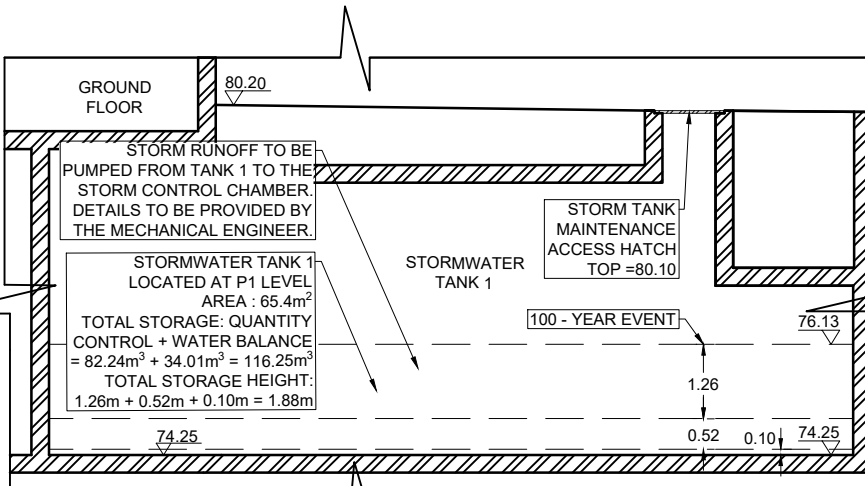 GROUND
FLOOR
80.20
STORM RUNOFF TO BE
PUMPED FROM TANK 1 TO THE
STORM CONTROL CHAMBER.
DETAILS TO BE PROVIDED BY
THE MECHANICAL ENGINEER.
STORM TANK
MAINTENANCE
ACCESS HATCH
TOP =80.10
STORMWATER TANK 1
LOCATED AT P1 LEVEL
AREA : 65.4m²
TOTAL STORAGE: QUANTITY
CONTROL + WATER BALANCE
= 82.24m³ + 34.01m³ = 116.25m³
TOTAL STORAGE HEIGHT:
1.26m + 0.52m + 0.10m = 1.88m
STORMWATER
TANK 1
100 - YEAR EVENT
76.13
1.26
74.25
0.52
0.10
74.25